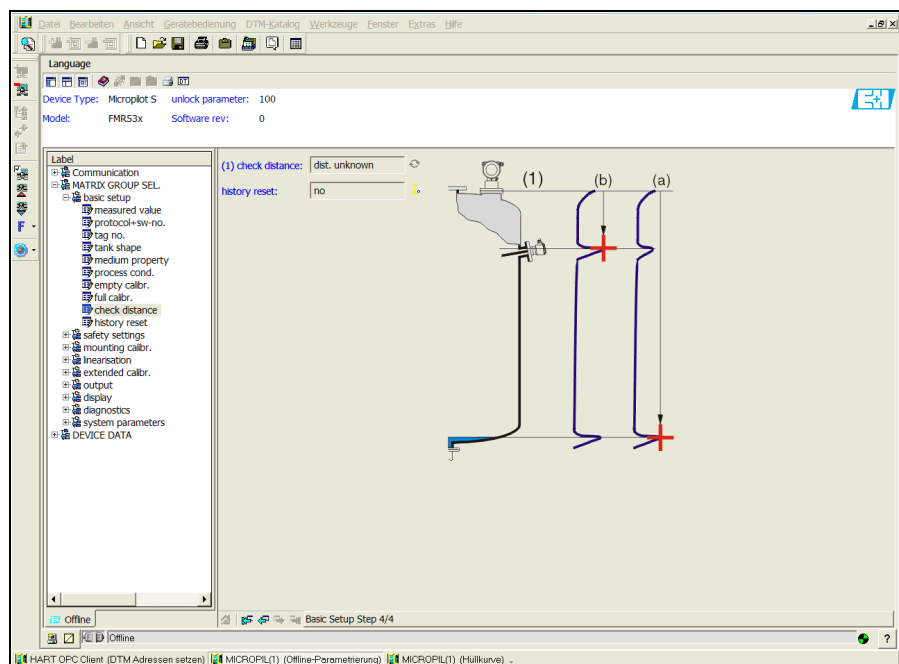 Datei Bearbeiten Ansicht Gerätebedienung DTM-Katalog Werkzeuge Fenster Extras Hilfe
Language
Device Type: Micropilot S unlock parameter: 100
Model: FMR53x Software rev: 0
E+H
Label
Communication
MATRIX GROUP SEL.
basic setup
measured value
protocol+sw-no.
tag no.
tank shape
medium property
process cond.
empty calibr.
full calibr.
check distance
history reset
safety settings
mounting calibr.
linearisation
extended calibr.
output
display
diagnostics
system parameters
DEVICE DATA
(1) check distance: dist. unknown
history reset: no
(1) (b) (a)
F
Offline
Basic Setup Step 4/4
Offline
?
HART OPC Client (DTM Adressen setzen) MICROPIL(1) (Offline-Parametrierung) MICROPIL(1) (Hüllkurve)